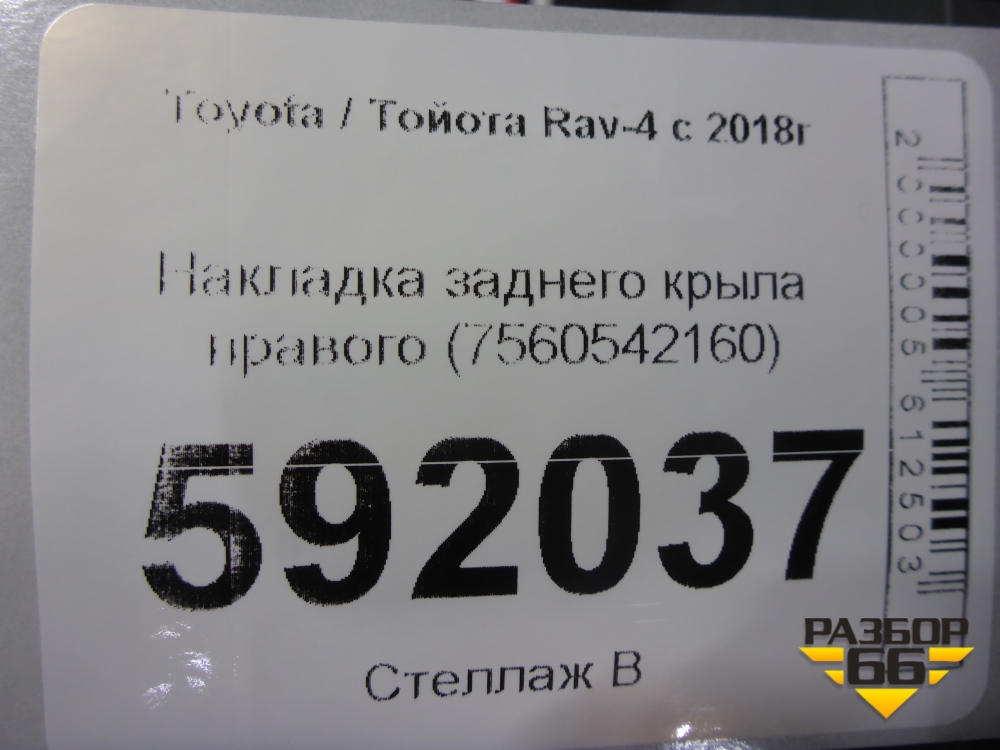 Toyota / Тойота Rav-4 с 2018г
Накладка заднего крыла
правого (7560542160)
592037
Стеллаж В
2000005612503
РАЗБОР
66